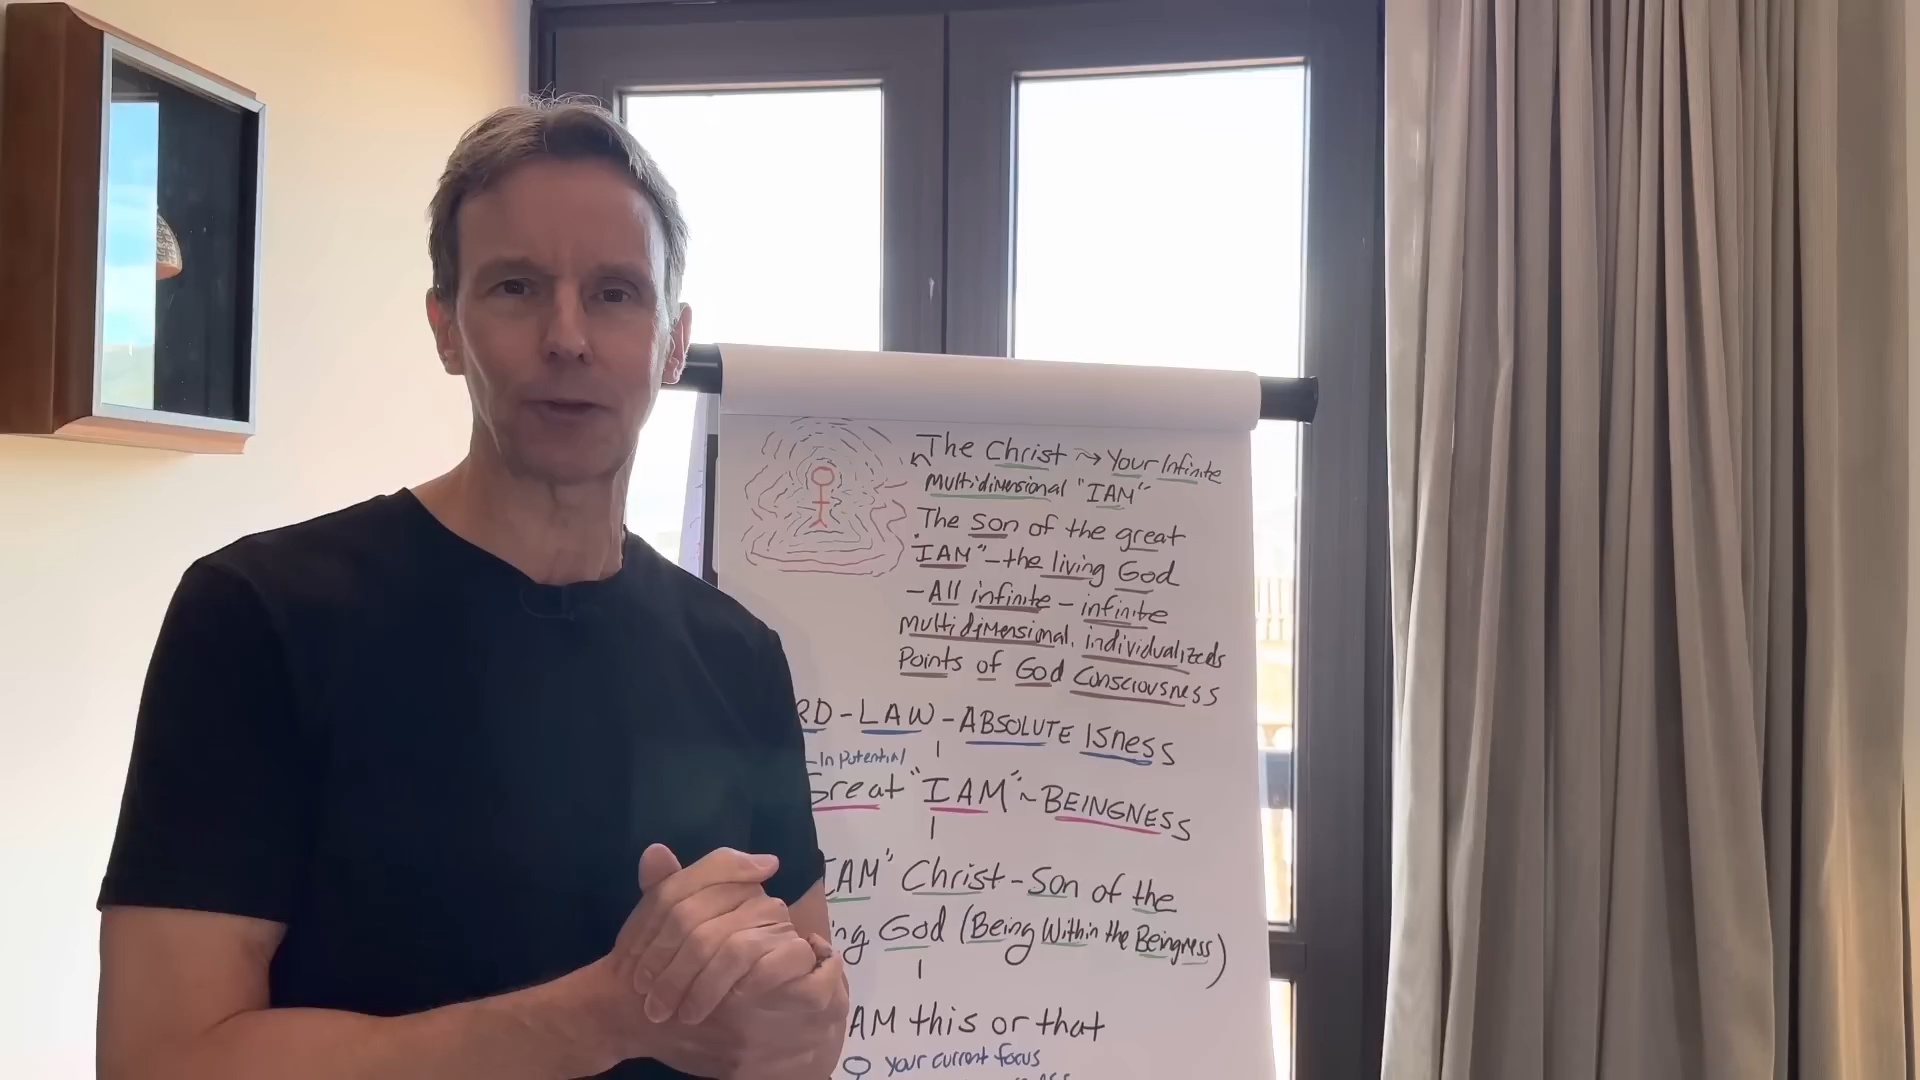 The Christ → Your Infinite
Multidimensional "IAM"
The son of the great
"IAM" - the living God
- All infinite - infinite
multidimensional, individualized
Points of God Consciousness
RD - LAW - ABSOLUTE ISness
- In Potential
Great "I AM" ~ BEINGNESS
IAM" Christ - Son of the
ng God (Being Within the Beingness)
AM this or that
your current focus